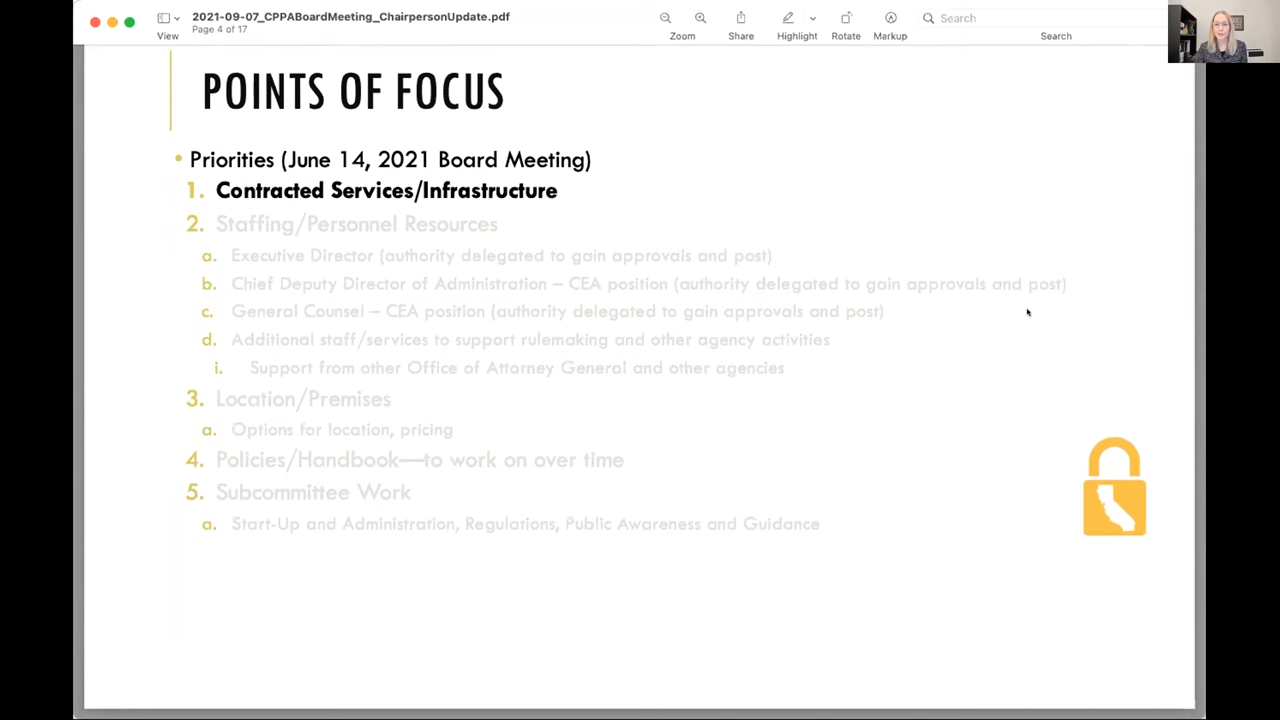 2021-09-07_CPPABoardMeeting_ChairpersonUpdate.pdf
Page 4 of 17
View
Zoom
Share
Highlight
Rotate
Markup
Search
Search
POINTS OF FOCUS
• Priorities (June 14, 2021 Board Meeting)
1. Contracted Services/Infrastructure
2. Staffing/Personnel Resources
a. Executive Director (authority delegated to gain approvals and post)
b. Chief Deputy Director of Administration – CEA position (authority delegated to gain approvals and post)
c. General Counsel – CEA position (authority delegated to gain approvals and post)
d. Additional staff/services to support rulemaking and other agency activities
i. Support from other Office of Attorney General and other agencies
3. Location/Premises
a. Options for location, pricing
4. Policies/Handbook—to work on over time
5. Subcommittee Work
a. Start-Up and Administration, Regulations, Public Awareness and Guidance